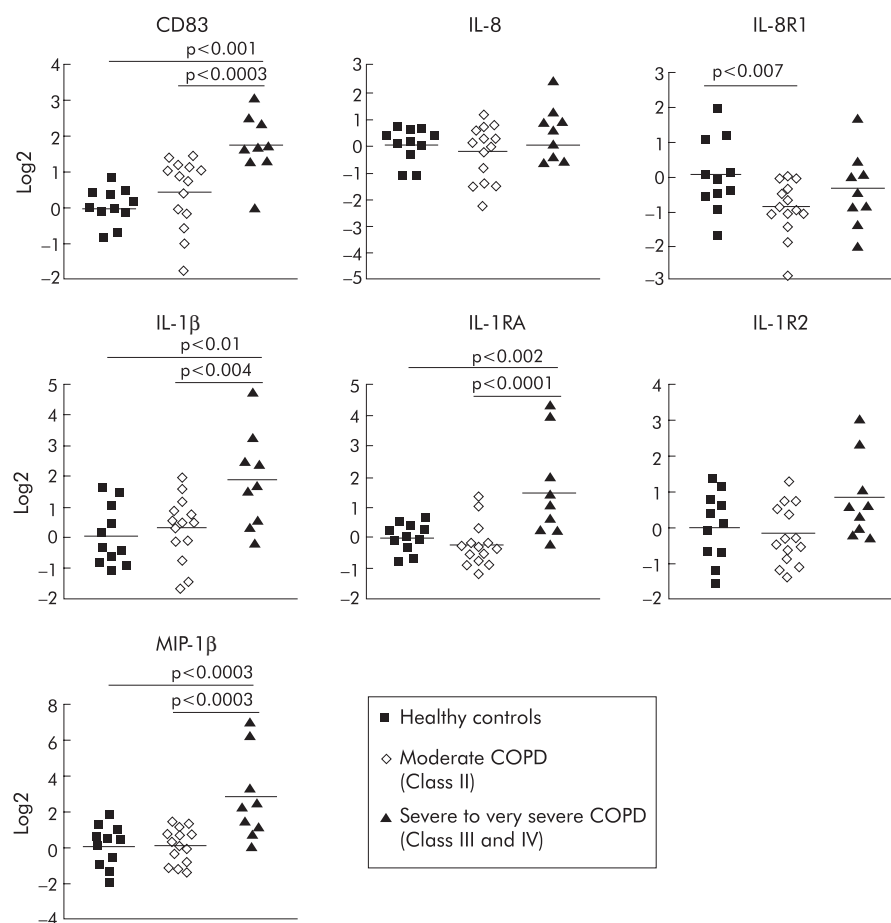 CD83
p<0.001
p<0.0003
4
3
2
1
0
–1
–2
Log2
IL-8
3
2
1
0
–1
–2
–3
–4
–5
IL-8R1
p<0.007
3
2
1
0
–1
–2
–3
IL-1β
p<0.01
p<0.004
5
4
3
2
1
0
–1
–2
Log2
IL-1RA
p<0.002
p<0.0001
5
4
3
2
1
0
–1
–2
IL-1R2
4
3
2
1
0
–1
–2
MIP-1β
p<0.0003
p<0.0003
8
6
4
2
0
–2
–4
Log2
Healthy controls
Moderate COPD
(Class II)
Severe to very severe COPD
(Class III and IV)